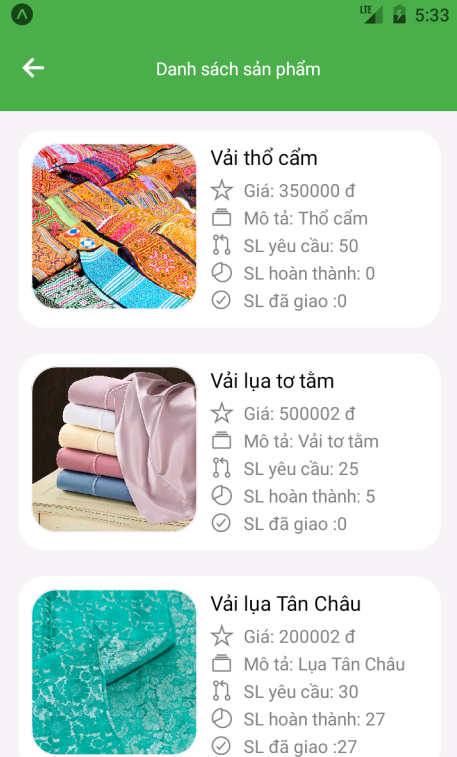 LTE 5:33
Danh sách sản phẩm
Vải thổ cẩm
Giá: 350000 đ
Mô tả: Thổ cẩm
SL yêu cầu: 50
SL hoàn thành: 0
SL đã giao :0
Vải lụa tơ tằm
Giá: 500002 đ
Mô tả: Vải tơ tằm
SL yêu cầu: 25
SL hoàn thành: 5
SL đã giao :0
Vải lụa Tân Châu
Giá: 200002 đ
Mô tả: Lụa Tân Châu
SL yêu cầu: 30
SL hoàn thành: 27
SL đã giao :27